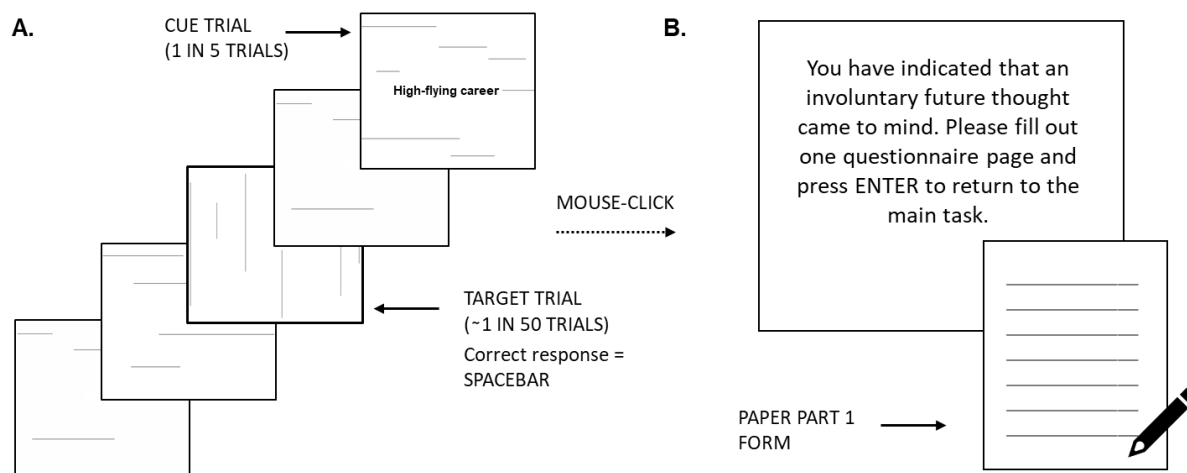 A.
CUE TRIAL
(1 IN 5 TRIALS)
High-flying career
TARGET TRIAL
(~1 IN 50 TRIALS)
Correct response =
SPACEBAR
MOUSE-CLICK
B.
You have indicated that an
involuntary future thought
came to mind. Please fill out
one questionnaire page and
press ENTER to return to the
main task.
PAPER PART 1
FORM